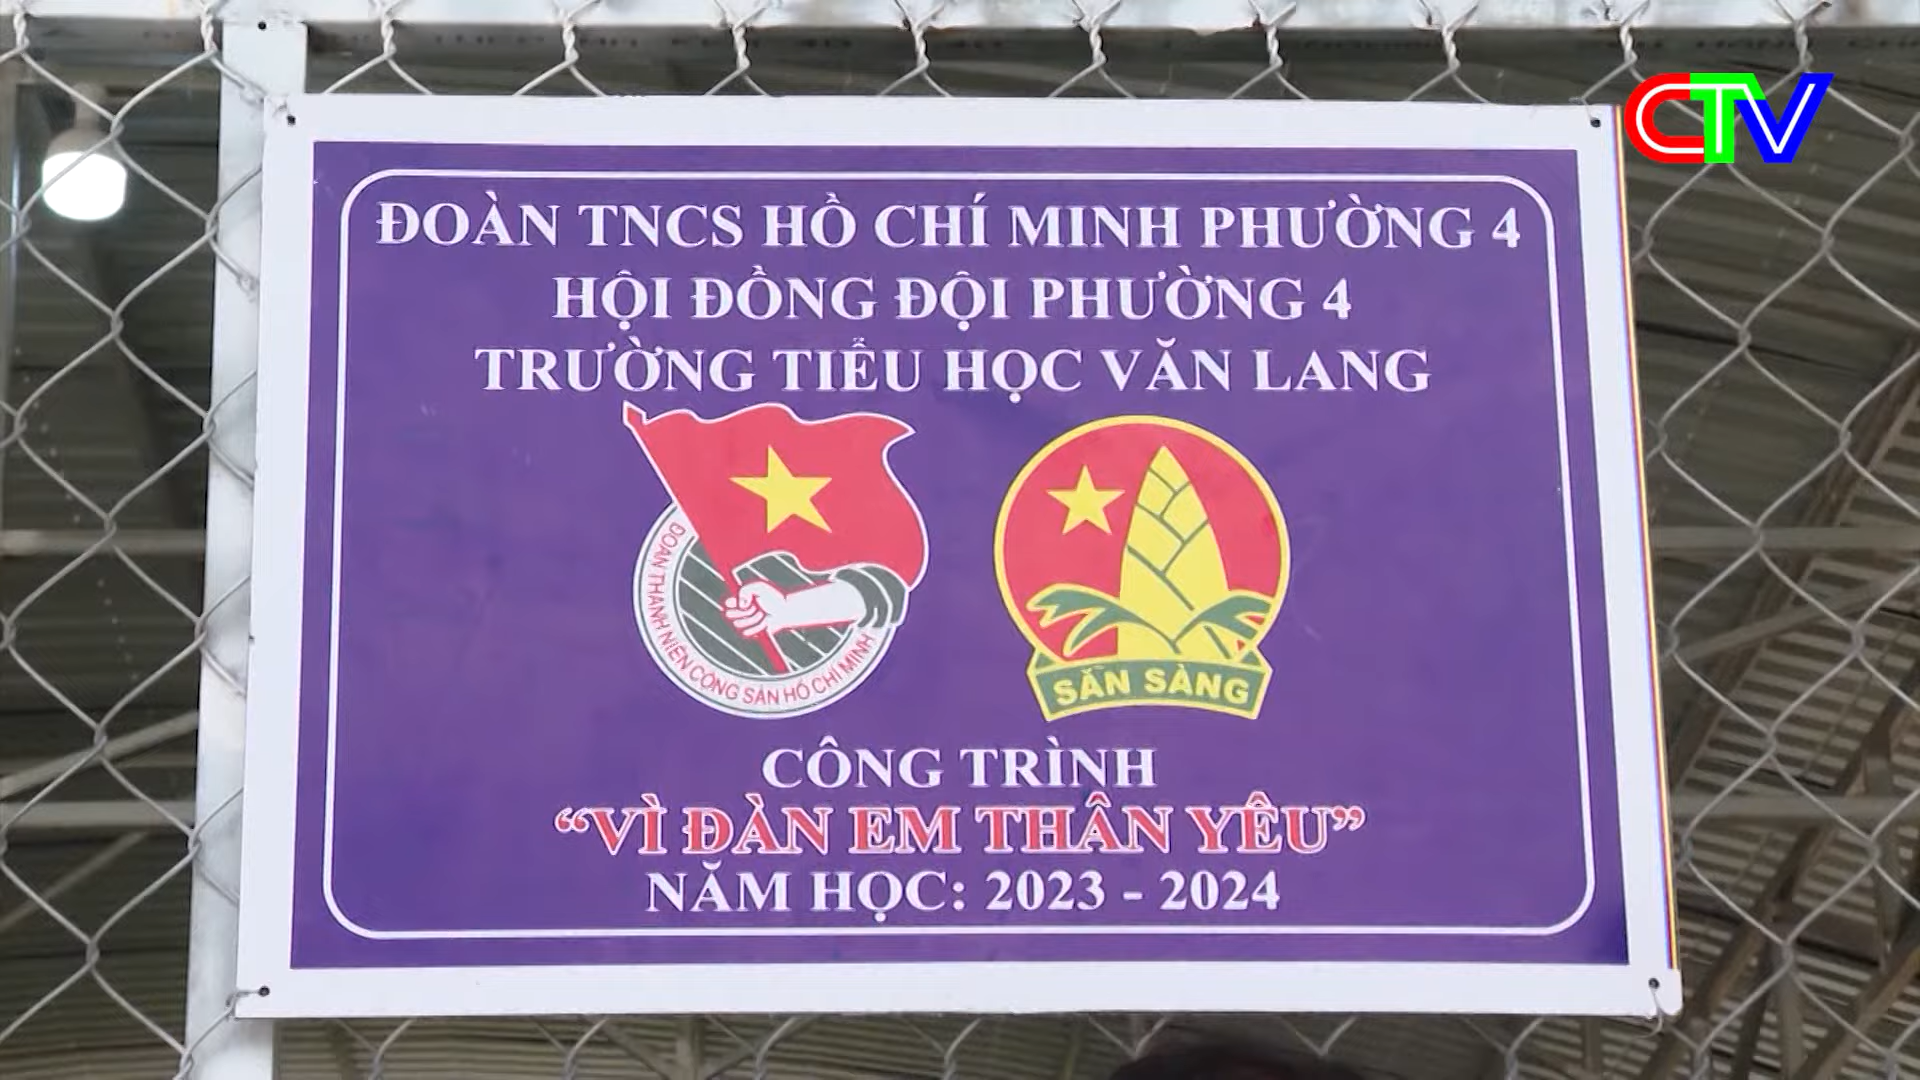 CTV
ĐOÀN TNCS HỒ CHÍ MINH PHƯỜNG 4
HỘI ĐỒNG ĐỘI PHƯỜNG 4
TRƯỜNG TIỂU HỌC VĂN LANG
ĐOÀN THANH NIÊN CỘNG SẢN HỒ CHÍ MINH
SẴN SÀNG
CÔNG TRÌNH
“VÌ ĐÀN EM THÂN YÊU”
NĂM HỌC: 2023 - 2024